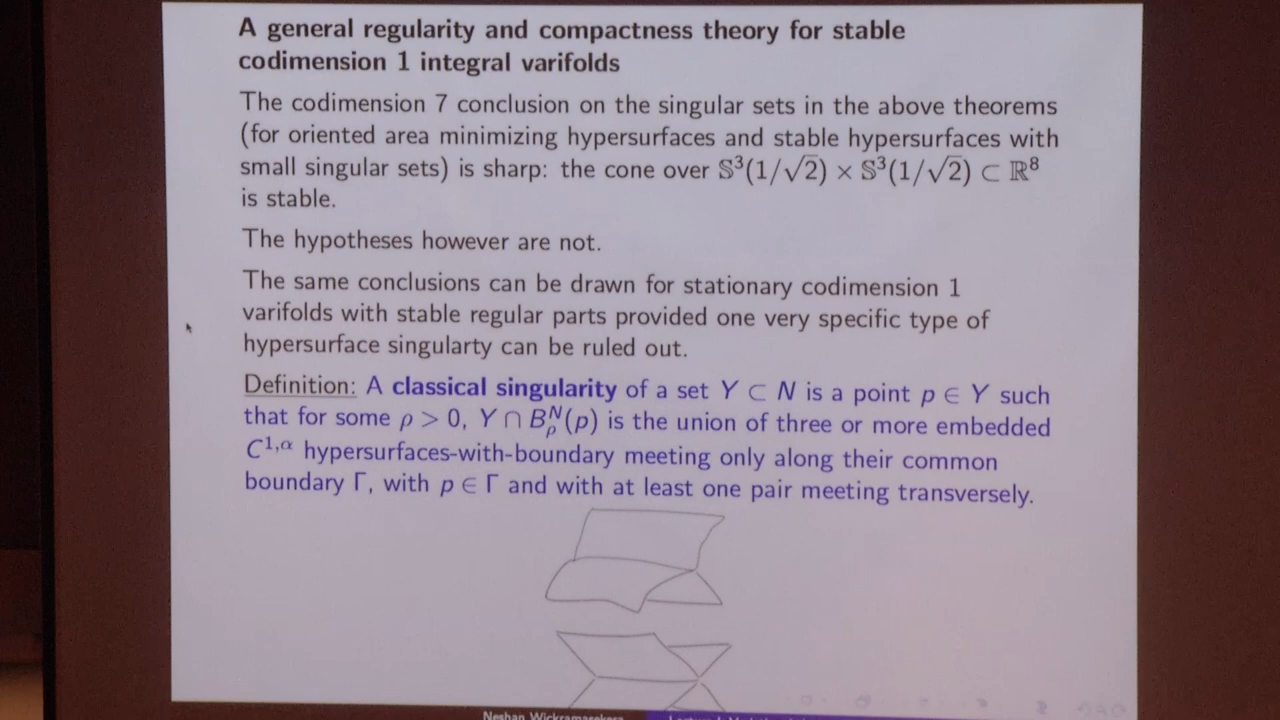 A general regularity and compactness theory for stable
codimension 1 integral varifolds
The codimension 7 conclusion on the singular sets in the above theorems
(for oriented area minimizing hypersurfaces and stable hypersurfaces with
small singular sets) is sharp: the cone over 𝕊³(1/√2) × 𝕊³(1/√2) ⊂ ℝ⁸
is stable.
The hypotheses however are not.
The same conclusions can be drawn for stationary codimension 1
varifolds with stable regular parts provided one very specific type of
hypersurface singularty can be ruled out.
Definition: A classical singularity of a set Y ⊂ N is a point p ∈ Y such
that for some ρ > 0, Y ∩ B_ρ^N(p) is the union of three or more embedded
C^{1,α} hypersurfaces-with-boundary meeting only along their common
boundary Γ, with p ∈ Γ and with at least one pair meeting transversely.
Neshan Wickramasekera